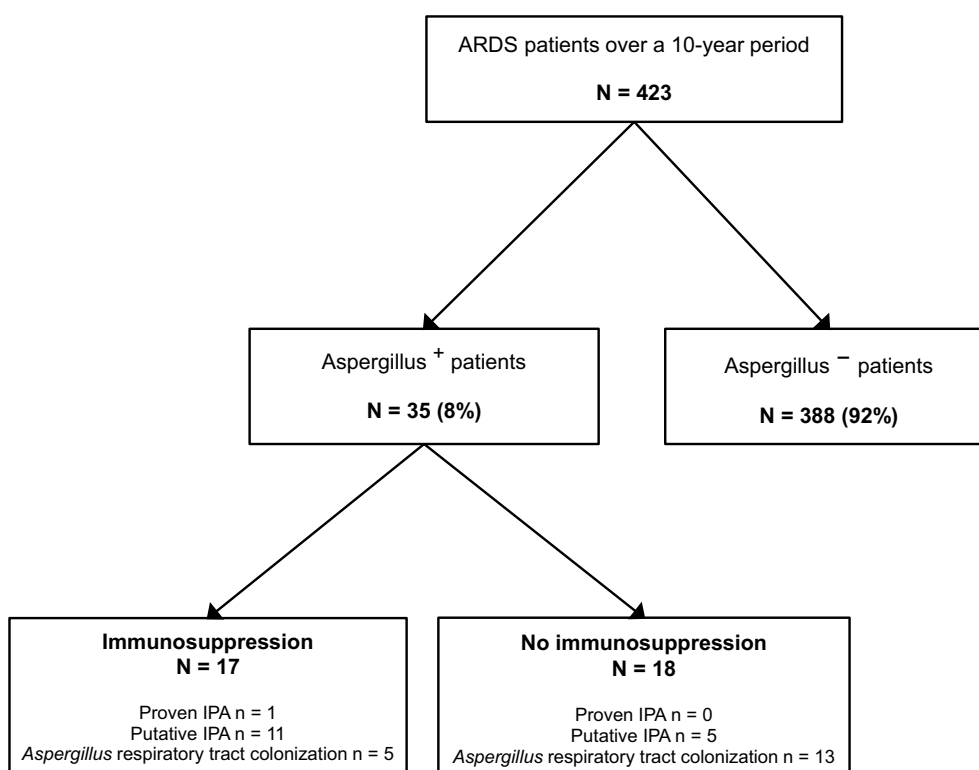 ARDS patients over a 10-year period
N = 423
Aspergillus + patients
N = 35 (8%)
Aspergillus − patients
N = 388 (92%)
Immunosuppression
N = 17
Proven IPA n = 1
Putative IPA n = 11
Aspergillus respiratory tract colonization n = 5
No immunosuppression
N = 18
Proven IPA n = 0
Putative IPA n = 5
Aspergillus respiratory tract colonization n = 13